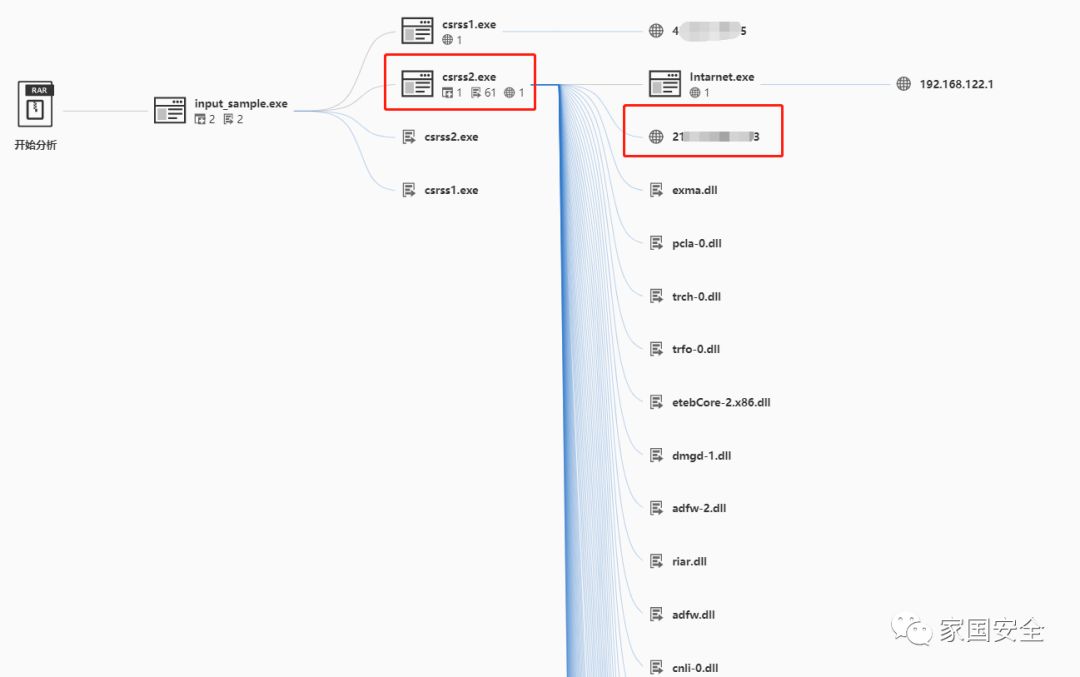 csrss1.exe
1
4 5
csrss2.exe
1 61 1
Intarnet.exe
1
192.168.122.1
RAR
开始分析
input_sample.exe
2 2
csrss2.exe
21 3
csrss1.exe
exma.dll
pcla-0.dll
trch-0.dll
trfo-0.dll
etebCore-2.x86.dll
dmgd-1.dll
adfw-2.dll
riar.dll
adfw.dll
cnli-0.dll
家国安全